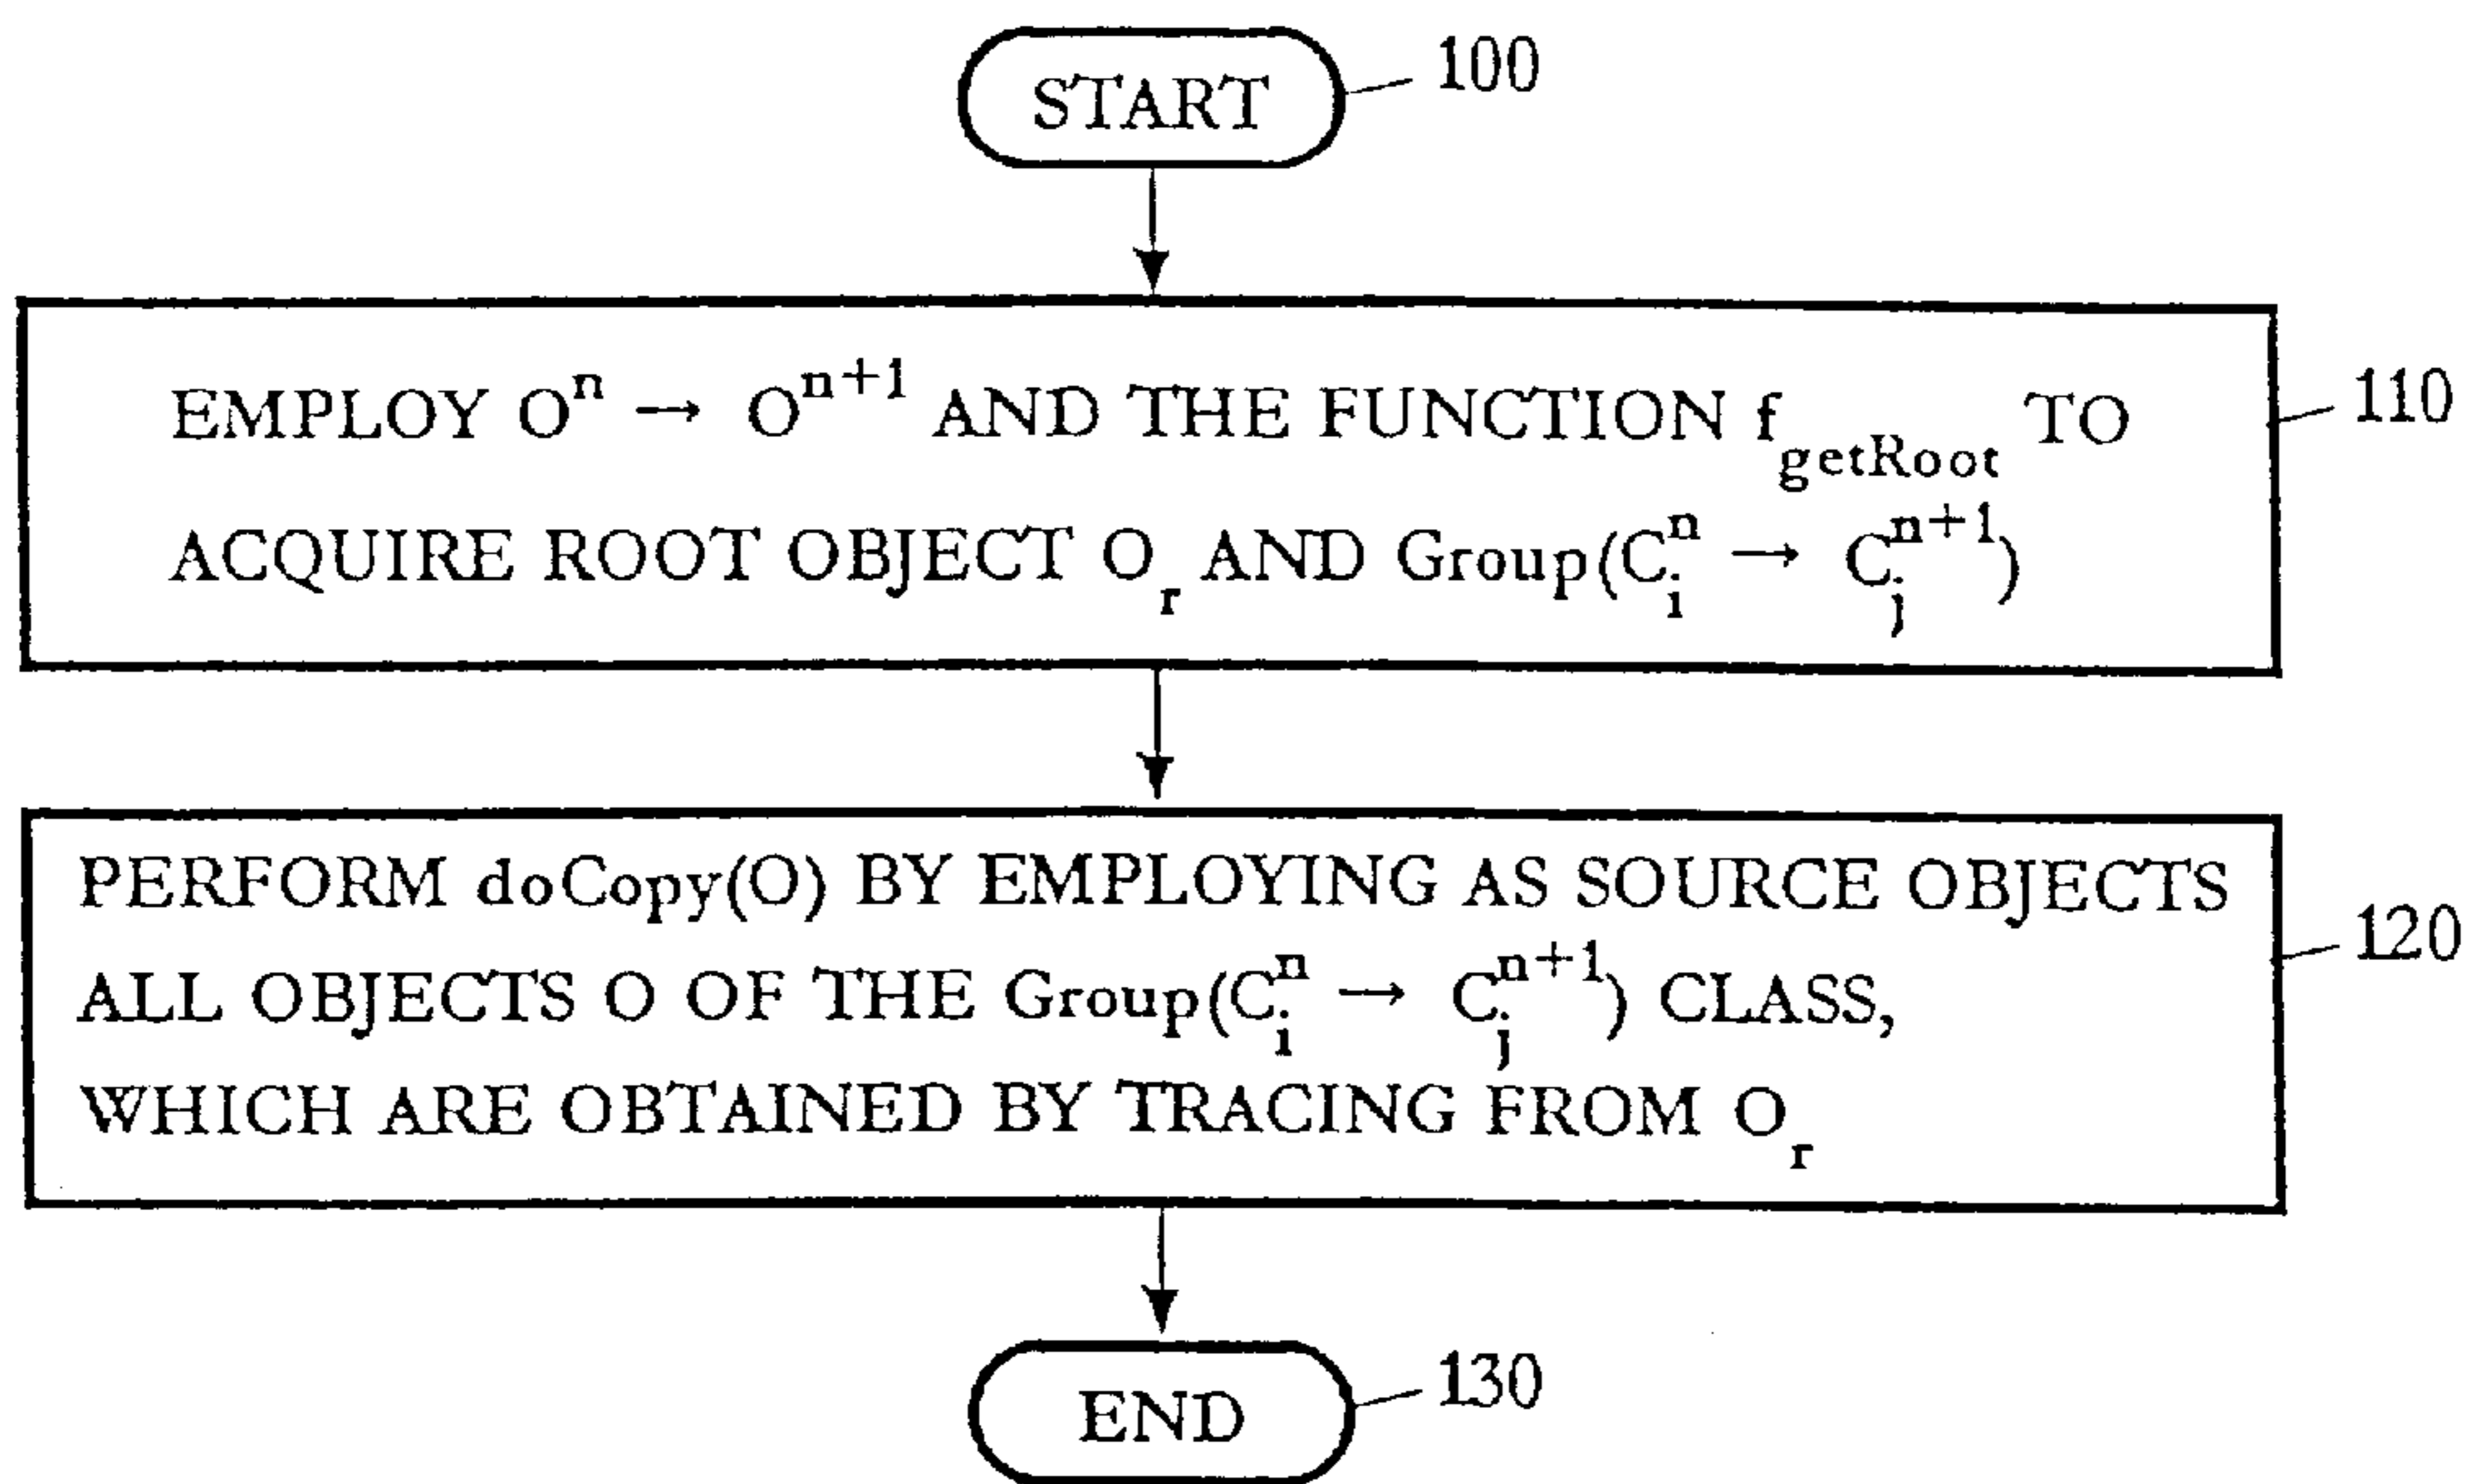 START
100
EMPLOY Oⁿ → Oⁿ⁺¹ AND THE FUNCTION f_getRoot TO
110
ACQUIRE ROOT OBJECT O_r AND Group(C_i^n → C_j^{n+1})
PERFORM doCopy(O) BY EMPLOYING AS SOURCE OBJECTS
120
ALL OBJECTS O OF THE Group(C_i^n → C_j^{n+1}) CLASS,
WHICH ARE OBTAINED BY TRACING FROM O_r
END
130